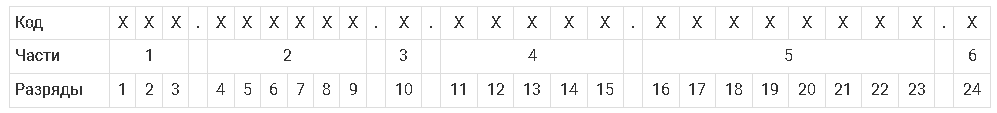 Код X X X . X X X X X X . X . X X X X X . X X X X X X X X . X
Части 1 2 3 4 5 6
Разряды 1 2 3 4 5 6 7 8 9 10 11 12 13 14 15 16 17 18 19 20 21 22 23 24